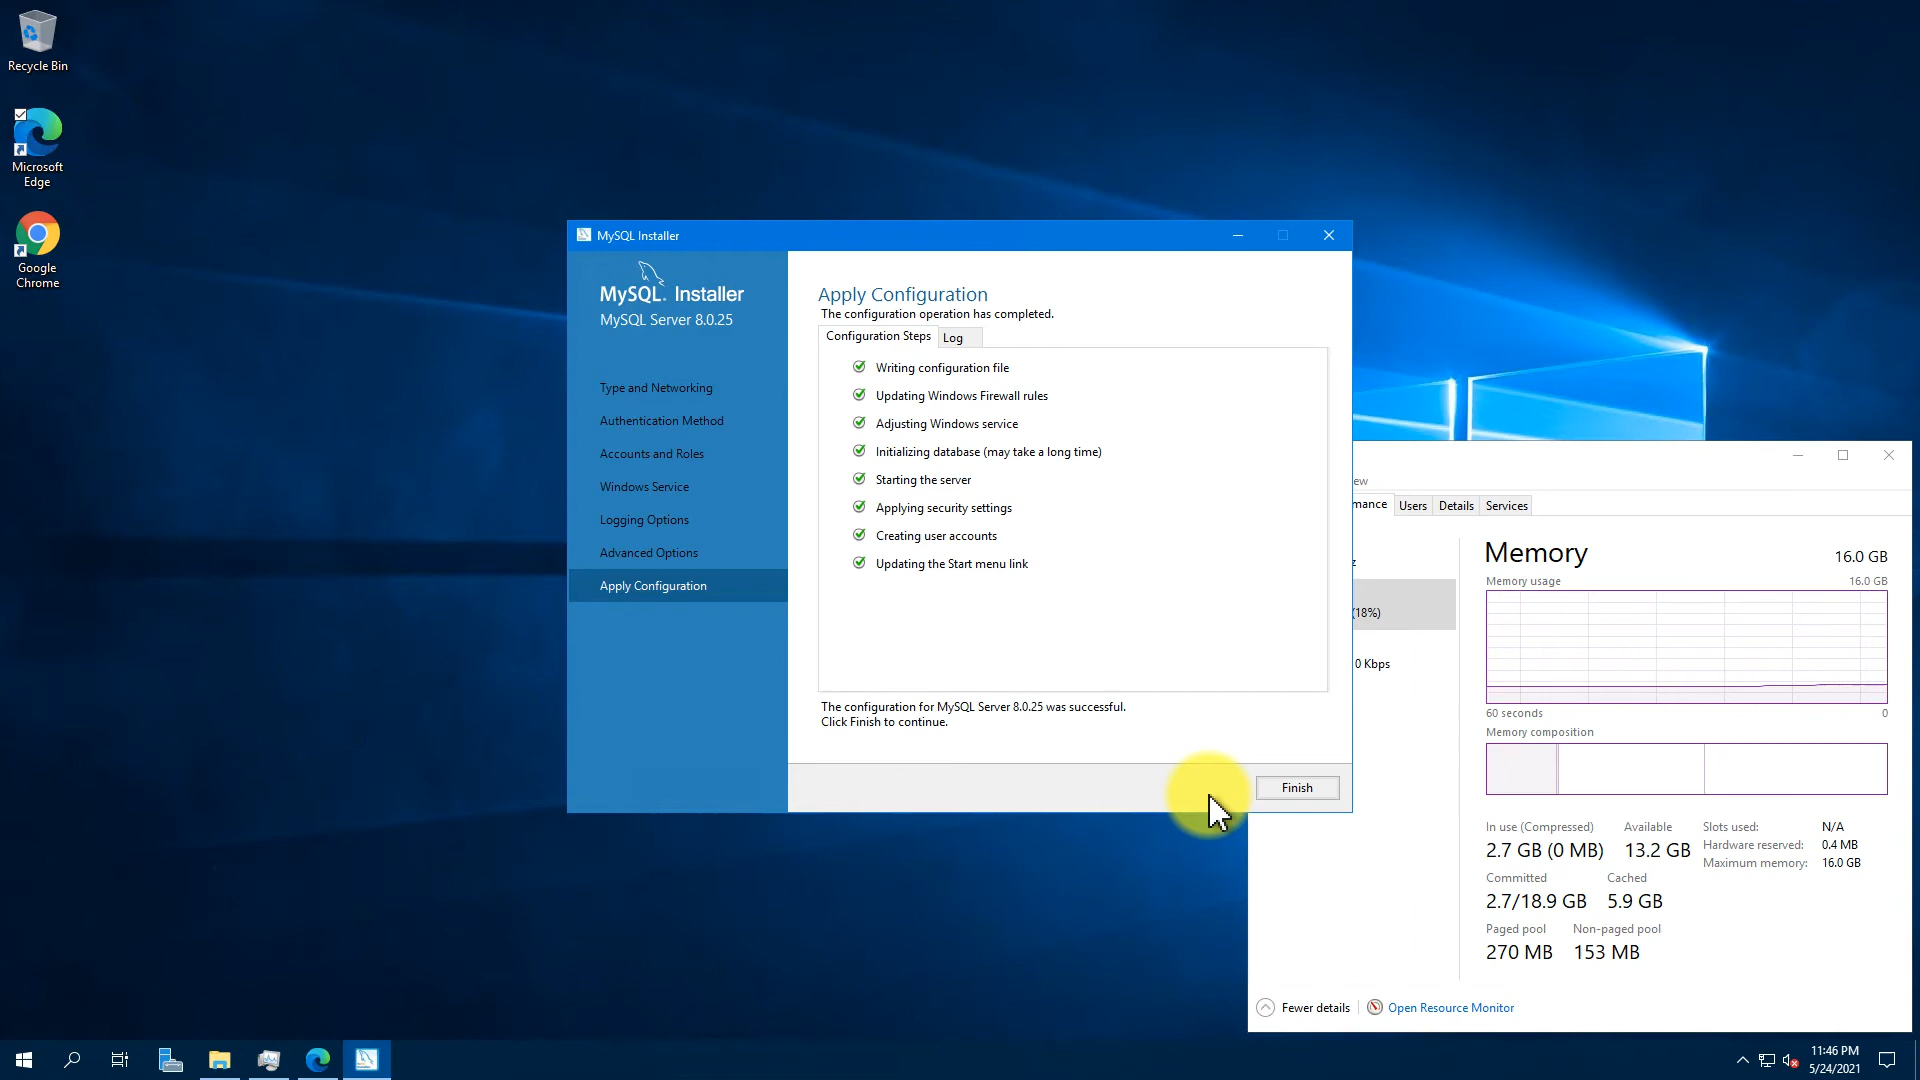 Recycle Bin
Microsoft
Edge
Google
Chrome
MySQL Installer
MySQL. Installer
MySQL Server 8.0.25
Type and Networking
Authentication Method
Accounts and Roles
Windows Service
Logging Options
Advanced Options
Apply Configuration
Apply Configuration
The configuration operation has completed.
Configuration Steps
Log
Writing configuration file
Updating Windows Firewall rules
Adjusting Windows service
Initializing database (may take a long time)
Starting the server
Applying security settings
Creating user accounts
Updating the Start menu link
The configuration for MySQL Server 8.0.25 was successful.
Click Finish to continue.
Finish
ew
mance
Users
Details
Services
z
(18%)
0 Kbps
Memory
16.0 GB
Memory usage
16.0 GB
60 seconds
0
Memory composition
In use (Compressed)
Available
2.7 GB (0 MB)
13.2 GB
Committed
Cached
2.7/18.9 GB
5.9 GB
Paged pool
Non-paged pool
270 MB
153 MB
Slots used:
N/A
Hardware reserved:
0.4 MB
Maximum memory:
16.0 GB
Fewer details
Open Resource Monitor
11:46 PM
5/24/2021